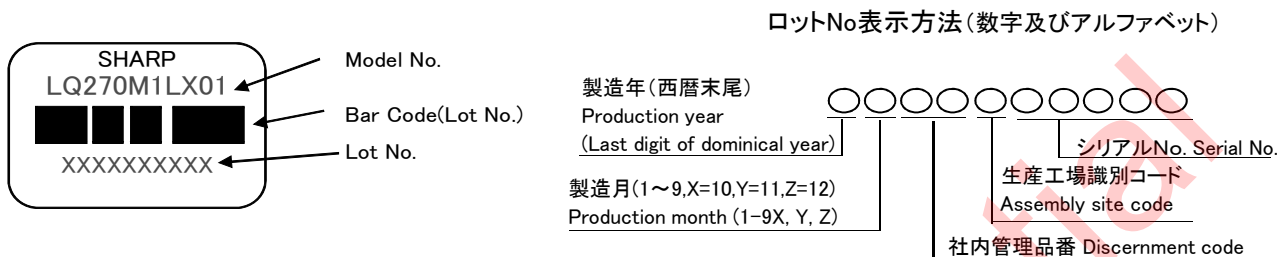 ロットNo表示方法(数字及びアルファベット)
SHARP
LQ270M1LX01
XXXXXXXXXX
Model No.
Bar Code(Lot No.)
Lot No.
製造年(西暦末尾)
Production year
(Last digit of dominical year)
製造月(1~9,X=10,Y=11,Z=12)
Production month (1-9X, Y, Z)
シリアルNo. Serial No.
生産工場識別コード
Assembly site code
社内管理品番 Discernment code
tial